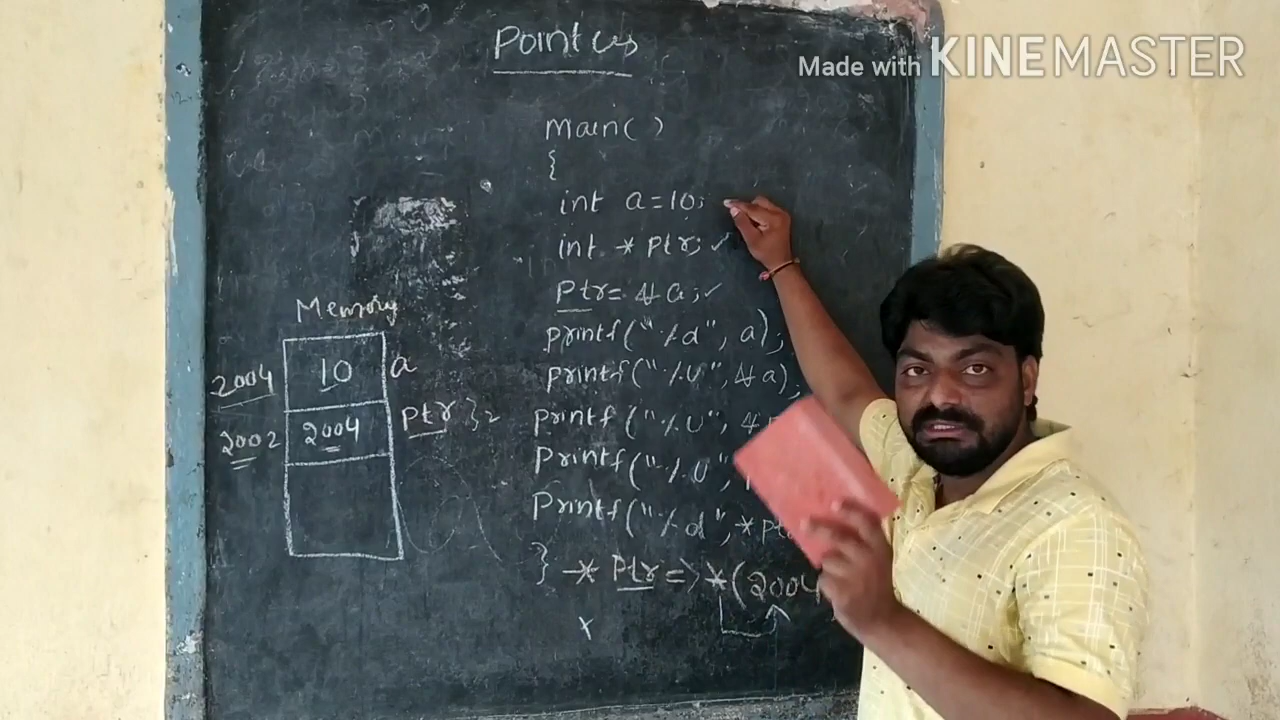 Pointers
Made with KINEMASTER
Main( )
{
int a=10;
int * Ptr; ✓
Ptr= &a; ✓
printf("%d", a);
printf("%u", &a);
printf("%u", &
Printf("%u",
Printf("%d", *pt
} * Ptr => *(2004
Memory
2004 10 a
2002 2004 Ptr } 2